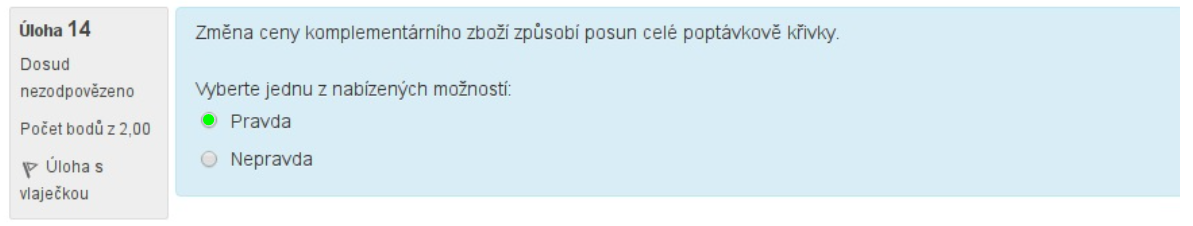 Úloha 14
Dosud
nezodpovězeno
Počet bodů z 2,00
Úloha s
vlaječkou
Změna ceny komplementárního zboží způsobí posun celé poptávkově křivky.
Vyberte jednu z nabízených možností:
Pravda
Nepravda